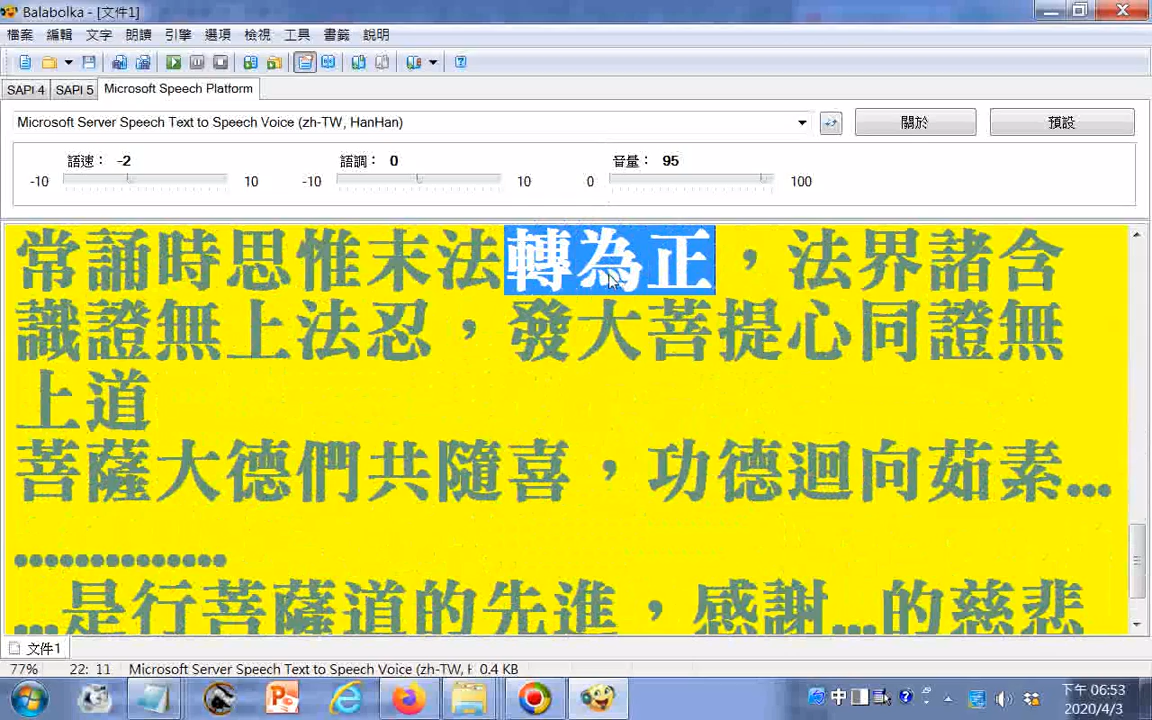 Balabolka - [文件1]
檔案 編輯 文字 朗讀 引擎 選項 檢視 工具 書籤 說明
SAPI 4 SAPI 5 Microsoft Speech Platform
Microsoft Server Speech Text to Speech Voice (zh-TW, HanHan) 關於 預設
語速： -2 語調： 0 音量： 95
-10 10 -10 10 0 100
常誦時思惟末法轉為正，法界諸含
識證無上法忍，發大菩提心同證無
上道
菩薩大德們共隨喜，功德迴向茹素...
...............
...是行菩薩道的先進，感謝...的慈悲
文件1
77% 22: 11 Microsoft Server Speech Text to Speech Voice (zh-TW, H 0.4 KB
中 下午 06:53
2020/4/3